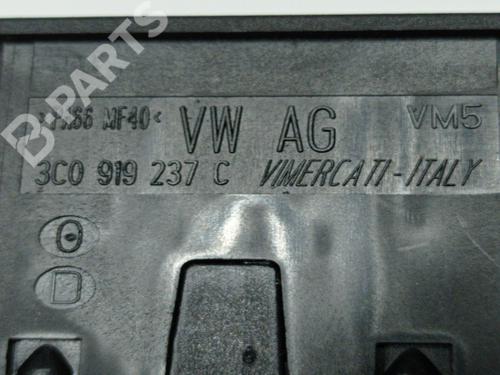 B-PARTS
MF40< VW AG VM5
3C0 919 237 C VIMERCATI-ITALY